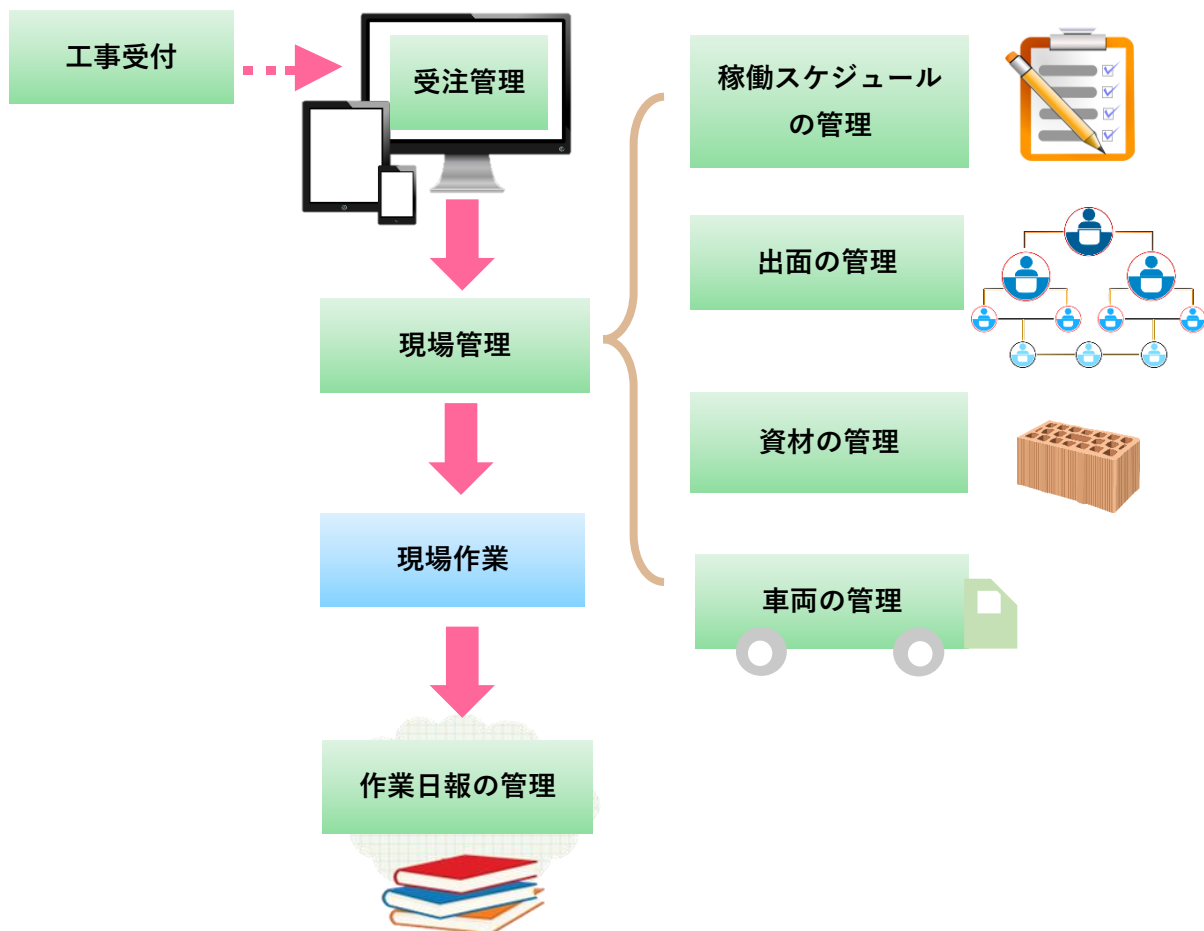 工事受付
受注管理
現場管理
現場作業
作業日報の管理
稼働スケジュール
の管理
出面の管理
資材の管理
車両の管理